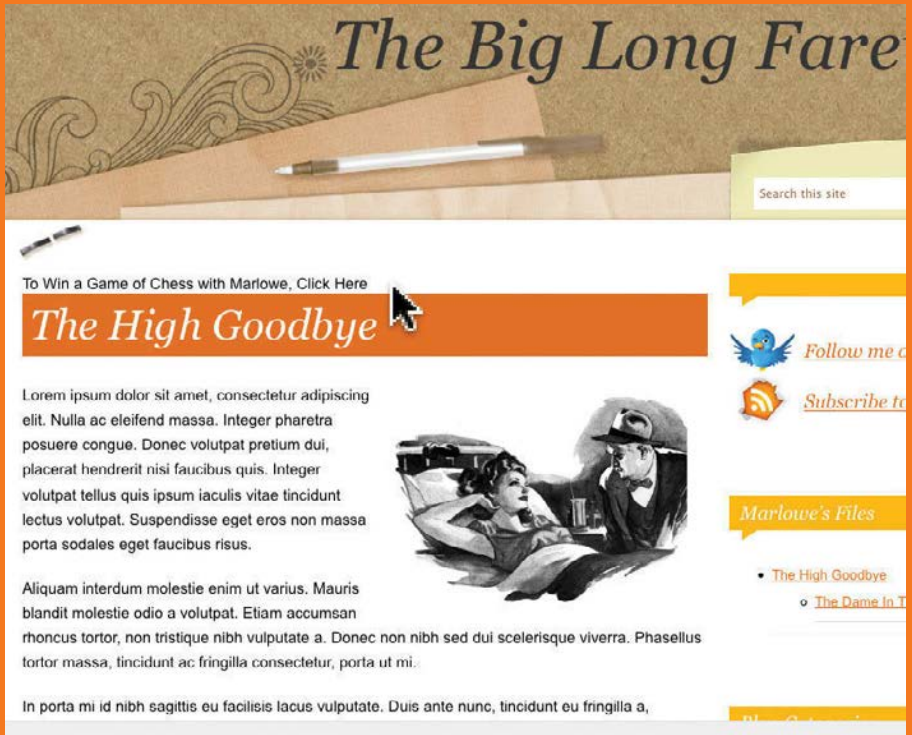 The Big Long Fare
Search this site
To Win a Game of Chess with Marlowe, Click Here
The High Goodbye
Lorem ipsum dolor sit amet, consectetur adipiscing
elit. Nulla ac eleifend massa. Integer pharetra
posuere congue. Donec volutpat pretium dui,
placerat hendrerit nisi faucibus quis. Integer
volutpat tellus quis ipsum iaculis vitae tincidunt
lectus volutpat. Suspendisse eget eros non massa
porta sodales eget faucibus risus.
Aliquam interdum molestie enim ut varius. Mauris
blandit molestie odio a volutpat. Etiam accumsan
rhoncus tortor, non tristique nibh vulputate a. Donec non nibh sed dui scelerisque viverra. Phasellus
tortor massa, tincidunt ac fringilla consectetur, porta ut mi.
In porta mi id nibh sagittis eu facilisis lacus vulputate. Duis ante nunc, tincidunt eu fringilla a,
Follow me
Subscribe to
Marlowe's Files
The High Goodbye
The Dame In T